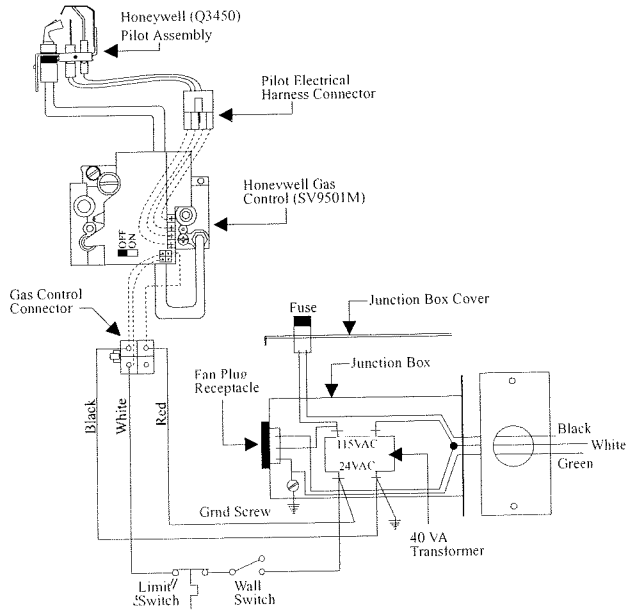 Honeywell (Q3450)
Pilot Assembly
Pilot Electrical
Harness Connector
Honeywell Gas
Control (SV9501M)
OFF
ON
Gas Control
Connector
Fuse
Junction Box Cover
Junction Box
Fan Plug
Receptacle
Black
White
Red
115VAC
24VAC
Black
White
Green
Grnd Screw
40 VA
Transformer
Limit
Switch
Wall
Switch